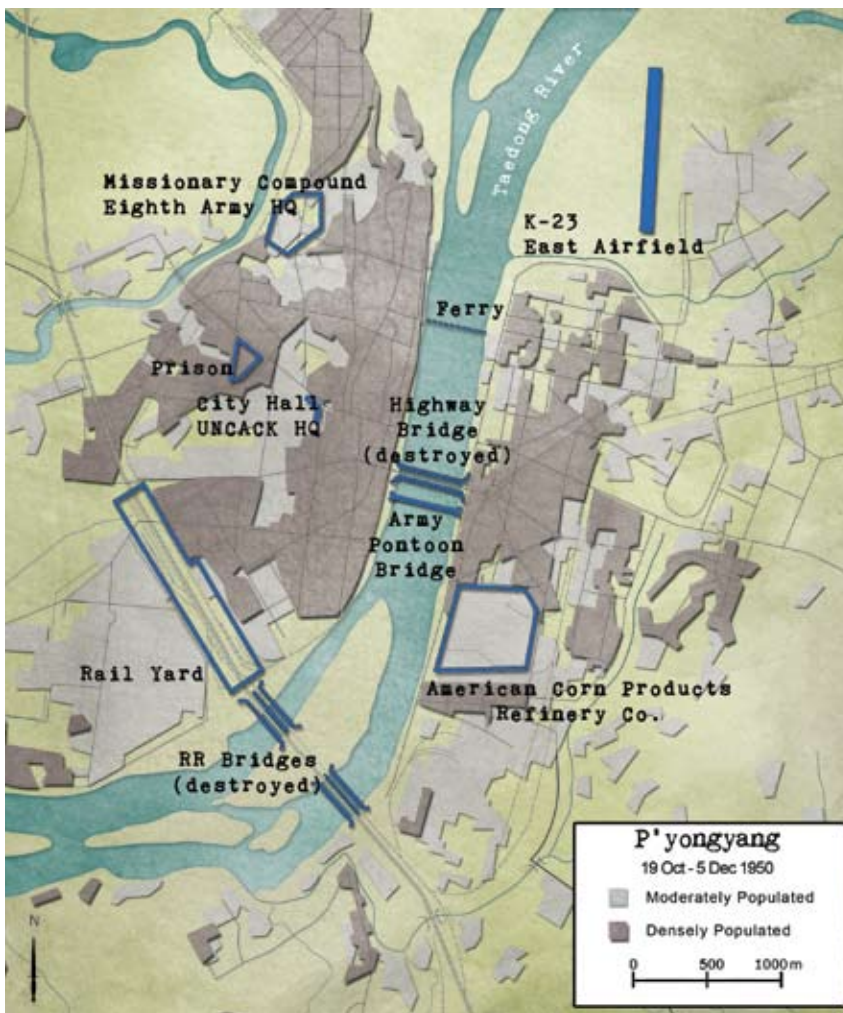 Taedong River
Missionary Compound
Eighth Army HQ
K-23
East Airfield
Ferry
Prison
City Hall
UNCACK HQ
Highway
Bridge
(destroyed)
Army
Pontoon
Bridge
Rail Yard
American Corn Products
Refinery Co.
RR Bridges
(destroyed)
P'yongyang
19 Oct - 5 Dec 1950
Moderately Populated
Densely Populated
0 500 1000m
N